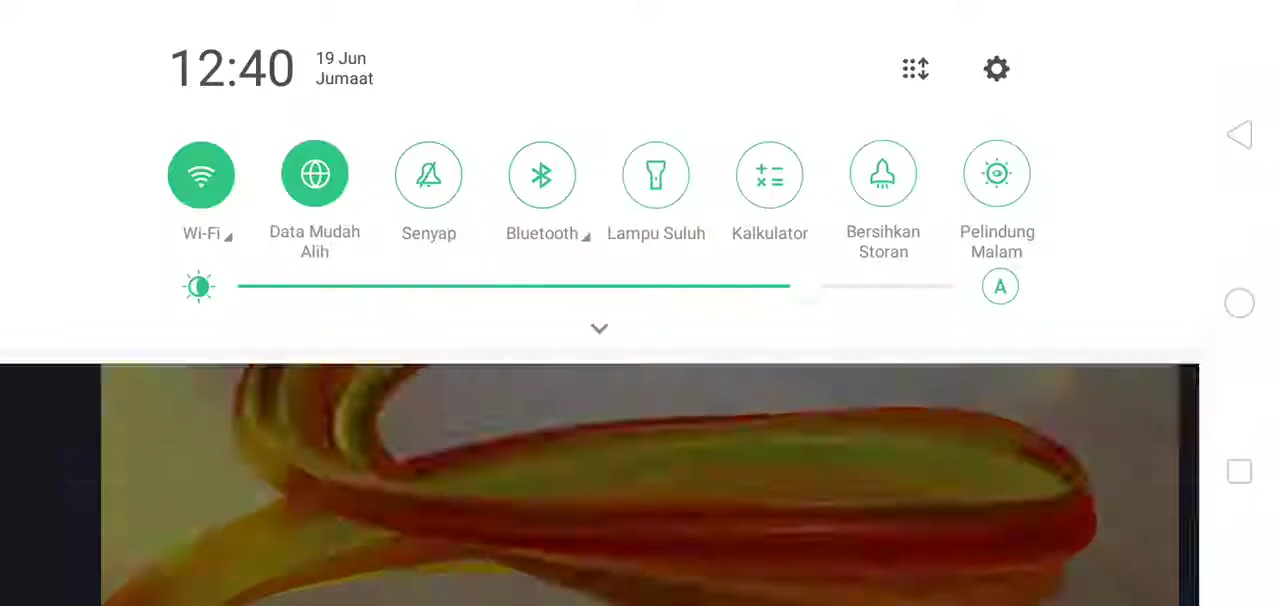 12:40
19 Jun
Jumaat
Wi-Fi
Data Mudah
Alih
Senyap
Bluetooth
Lampu Suluh
Kalkulator
Bersihkan
Storan
Pelindung
Malam
A